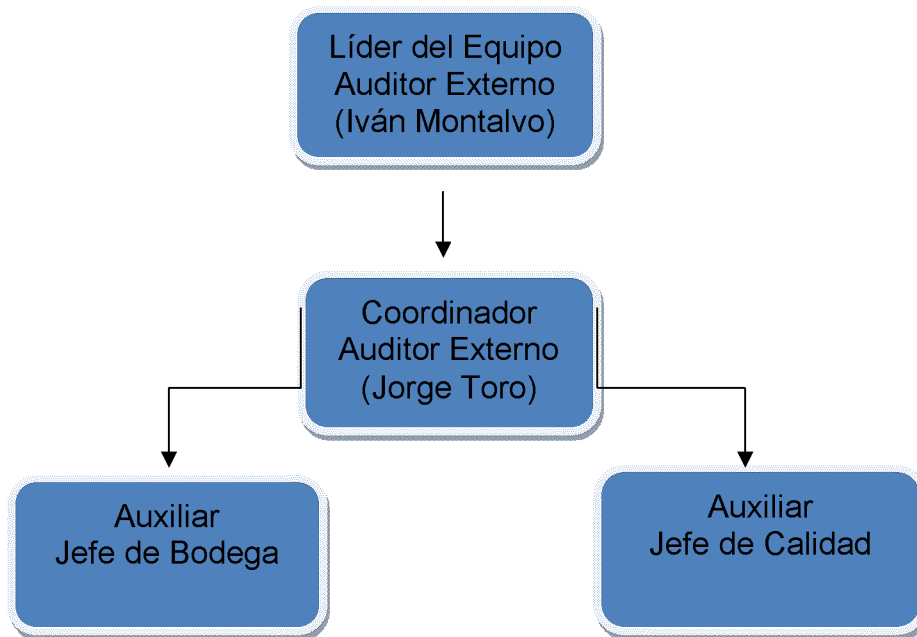 Líder del Equipo
Auditor Externo
(Iván Montalvo)
Coordinador
Auditor Externo
(Jorge Toro)
Auxiliar
Jefe de Bodega
Auxiliar
Jefe de Calidad